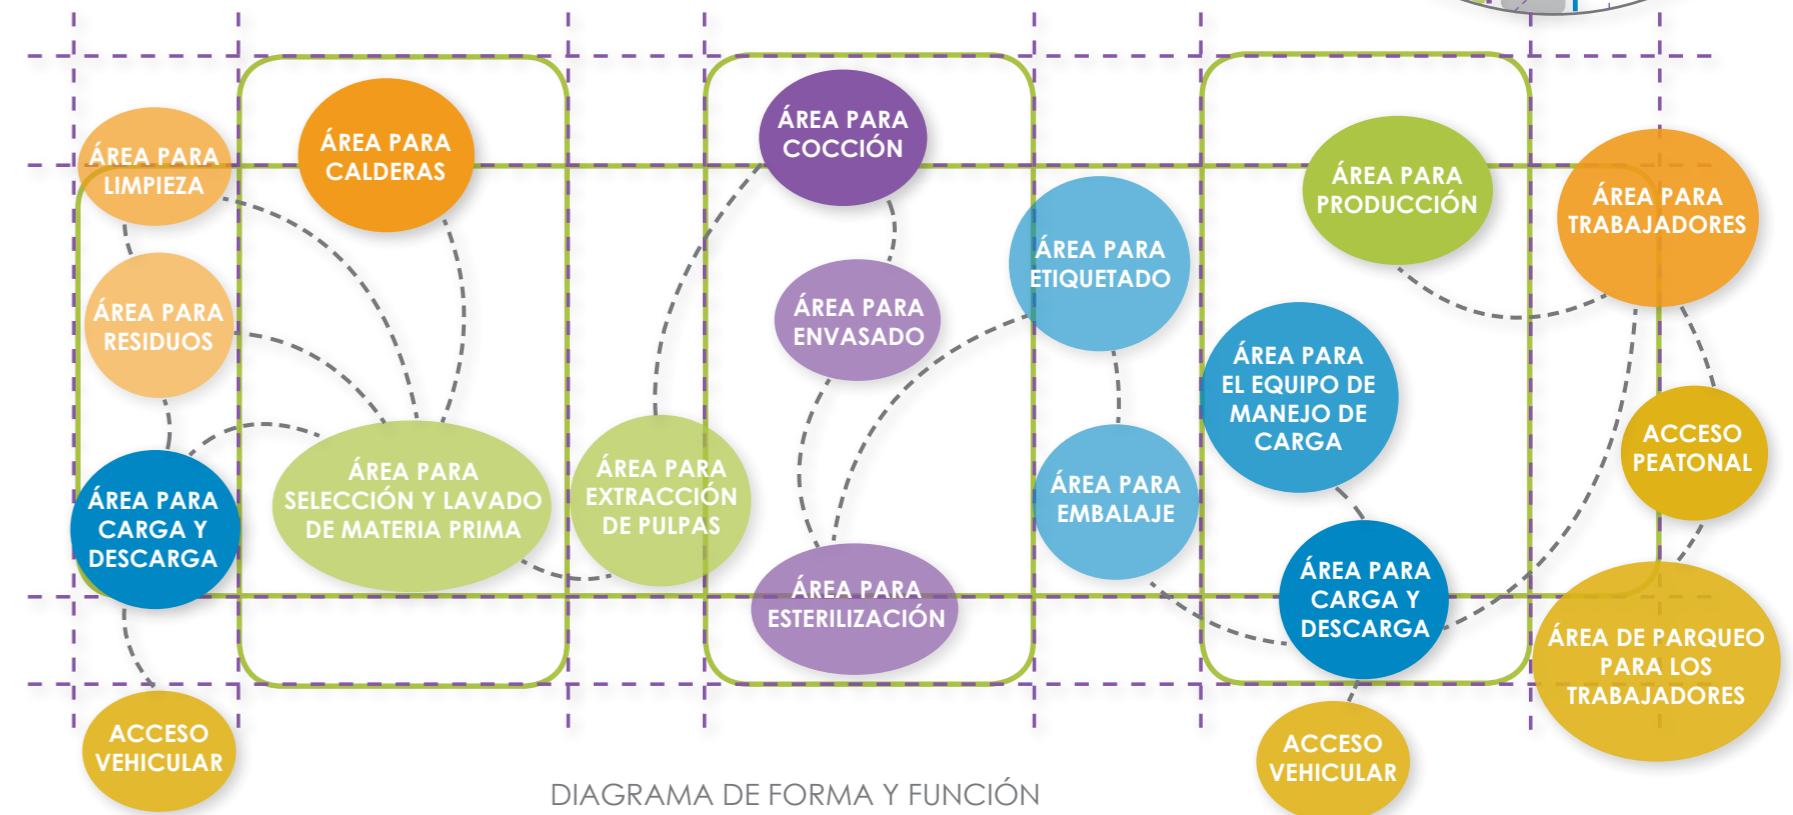 ÁREA PARA
LIMPIEZA
ÁREA PARA
CALDERAS
ÁREA PARA
COCCIÓN
ÁREA PARA
PRODUCCIÓN
ÁREA PARA
TRABAJADORES
ÁREA PARA
RESIDUOS
ÁREA PARA
ENVASADO
ÁREA PARA
ETIQUETADO
ÁREA PARA
EL EQUIPO DE
MANEJO DE
CARGA
ACCESO
PEATONAL
ÁREA PARA
CARGA Y
DESCARGA
ÁREA PARA
SELECCIÓN Y LAVADO
DE MATERIA PRIMA
ÁREA PARA
EXTRACCIÓN
DE PULPAS
ÁREA PARA
EMBALAJE
ÁREA PARA
ESTERILIZACIÓN
ÁREA PARA
CARGA Y
DESCARGA
ÁREA DE PARQUEO
PARA LOS
TRABAJADORES
ACCESO
VEHICULAR
ACCESO
VEHICULAR
DIAGRAMA DE FORMA Y FUNCIÓN